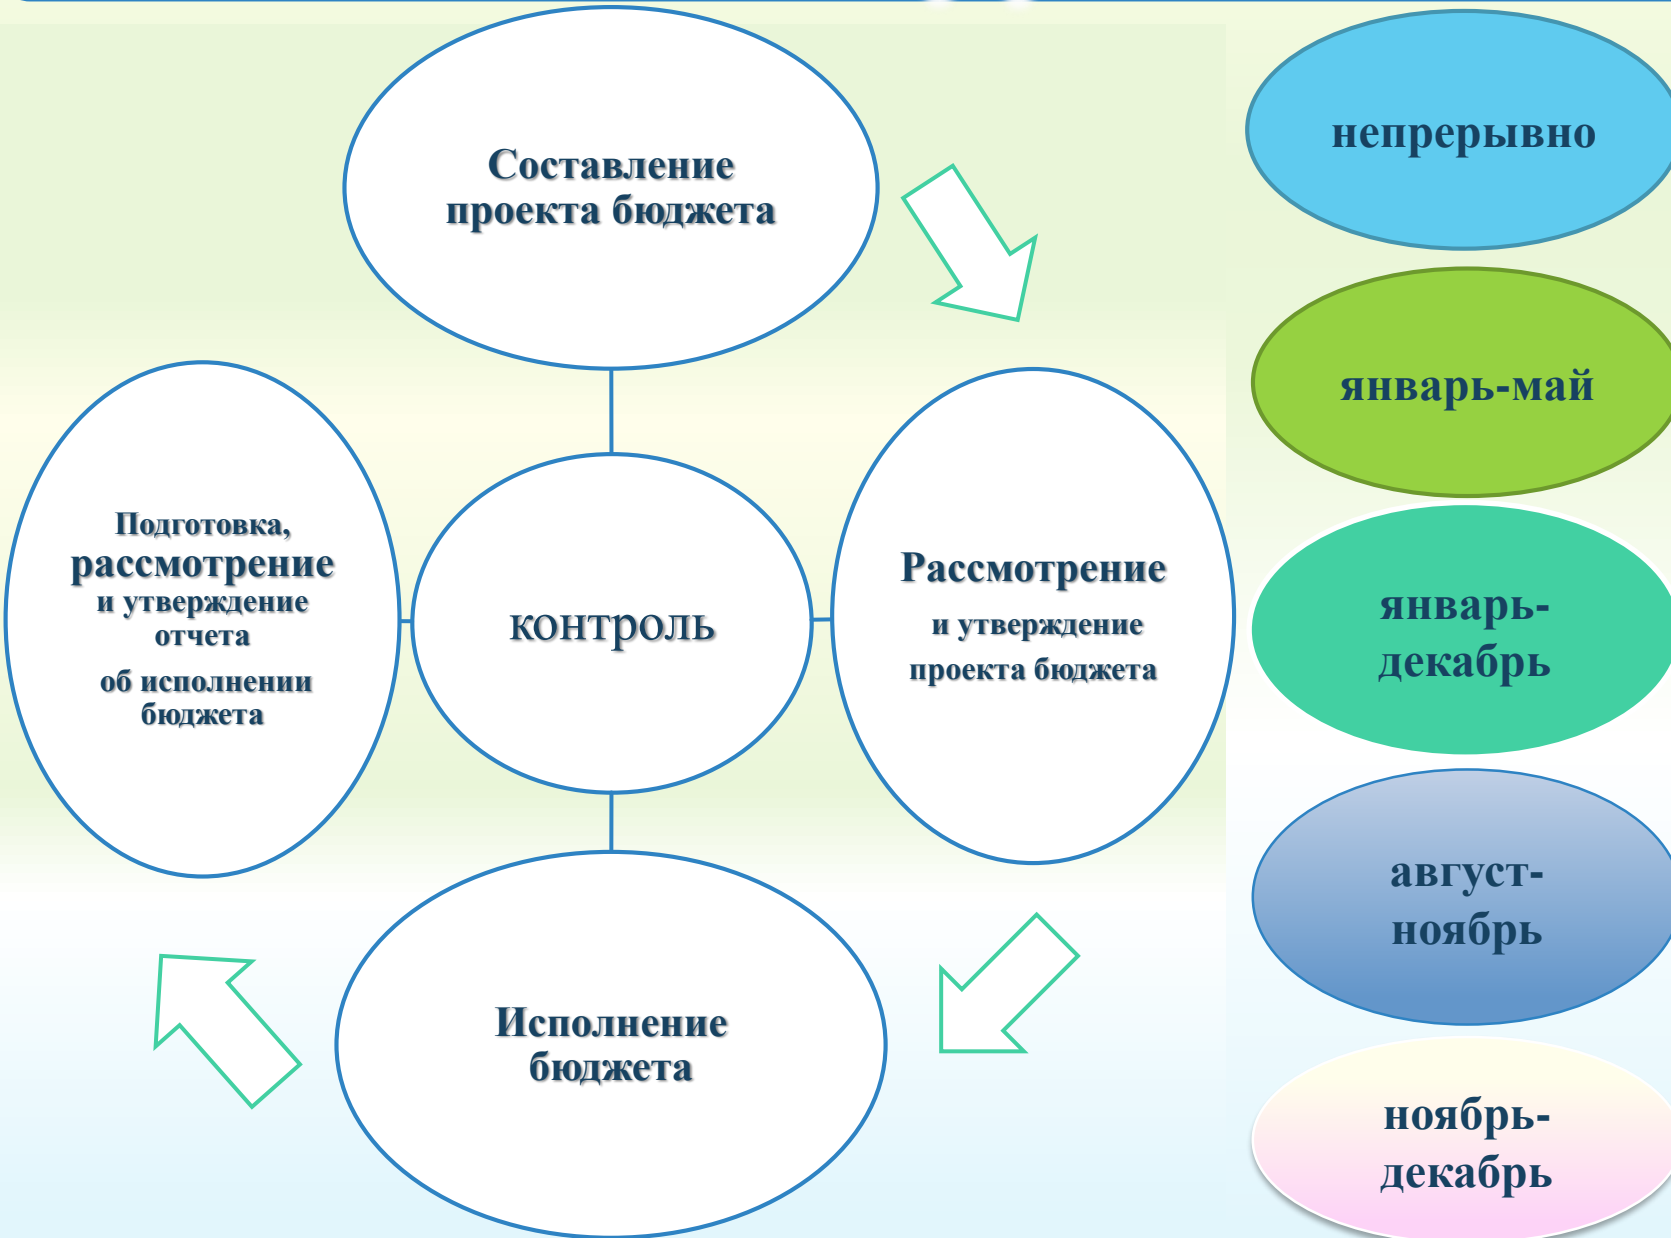 Составление
проекта бюджета
Подготовка,
рассмотрение
и утверждение
отчета
об исполнении
бюджета
контроль
Рассмотрение
и утверждение
проекта бюджета
Исполнение
бюджета
непрерывно
январь-май
январь-
декабрь
август-
ноябрь
ноябрь-
декабрь